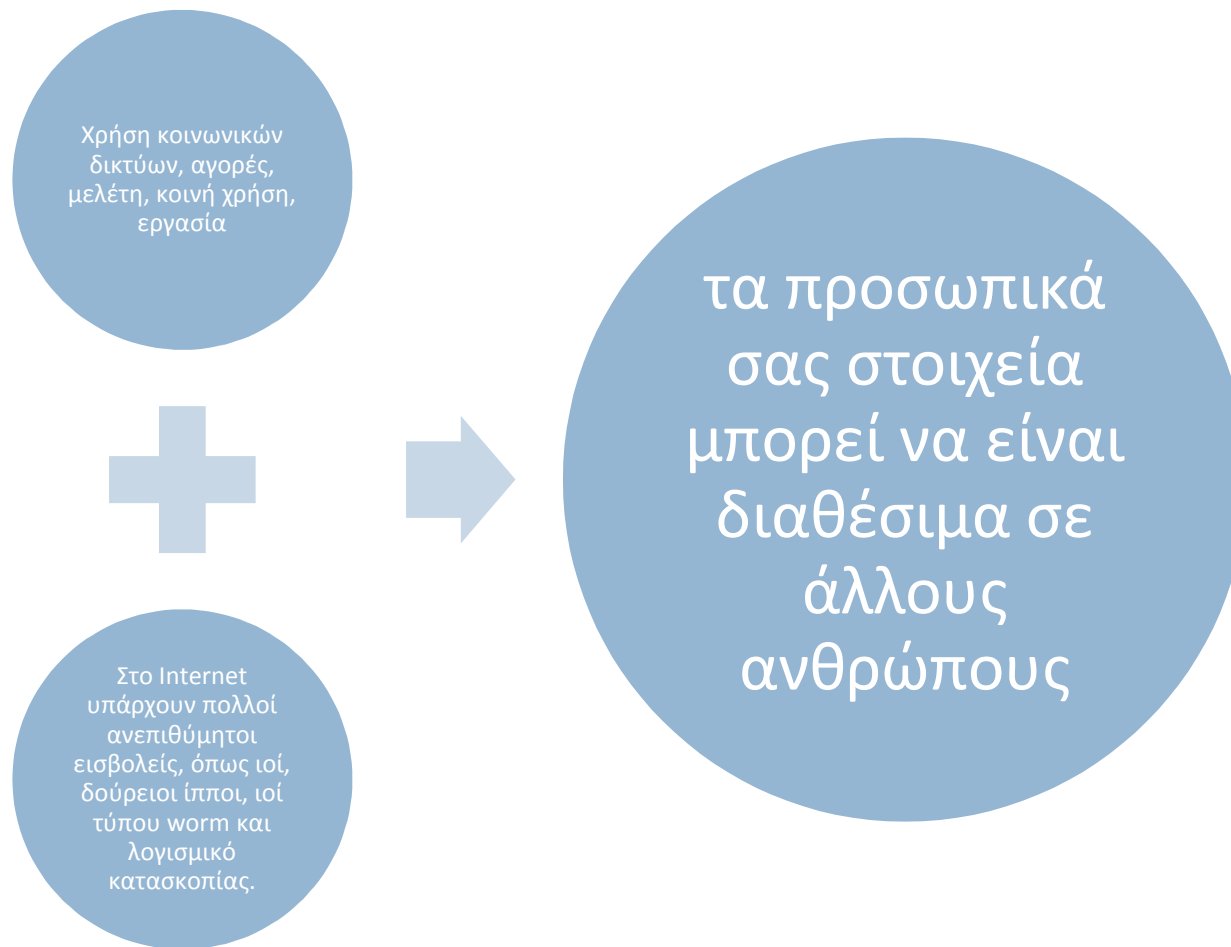 Χρήση κοινωνικών
δικτύων, αγορές,
μελέτη, κοινή χρήση,
εργασία
Στο Internet
υπάρχουν πολλοί
ανεπιθύμητοι
εισβολείς, όπως ιοί,
δούρειοι ίπποι, ιοί
τύπου worm και
λογισμικό
κατασκοπίας.
τα προσωπικά
σας στοιχεία
μπορεί να είναι
διαθέσιμα σε
άλλους
ανθρώπους